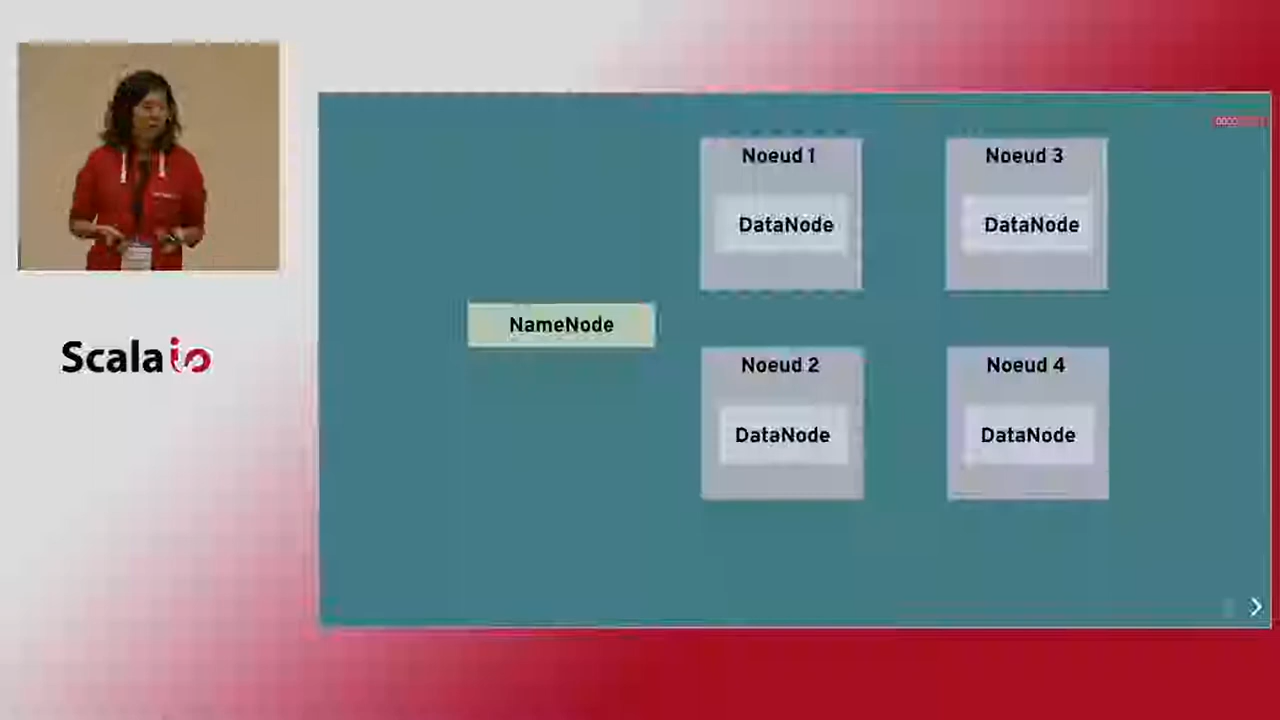 Scala io
NameNode
Noeud 1
DataNode
Noeud 3
DataNode
Noeud 2
DataNode
Noeud 4
DataNode